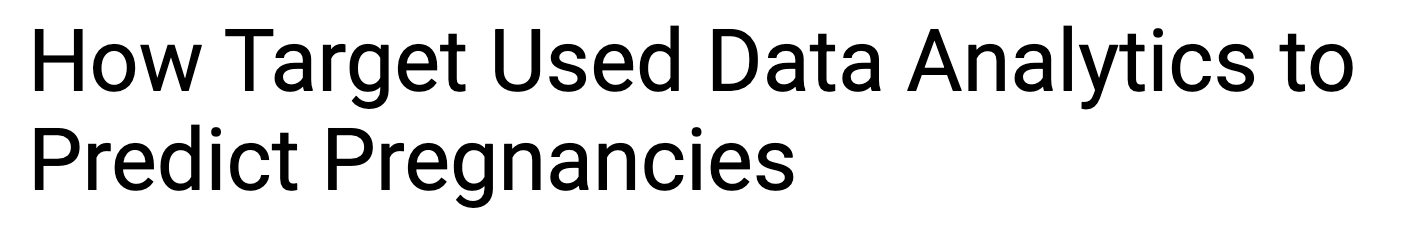 How Target Used Data Analytics to
Predict Pregnancies